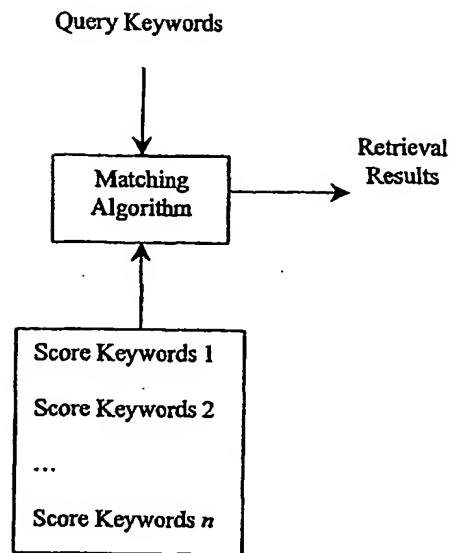 Query Keywords
Matching
Algorithm
Retrieval
Results
Score Keywords 1
Score Keywords 2
...
Score Keywords n